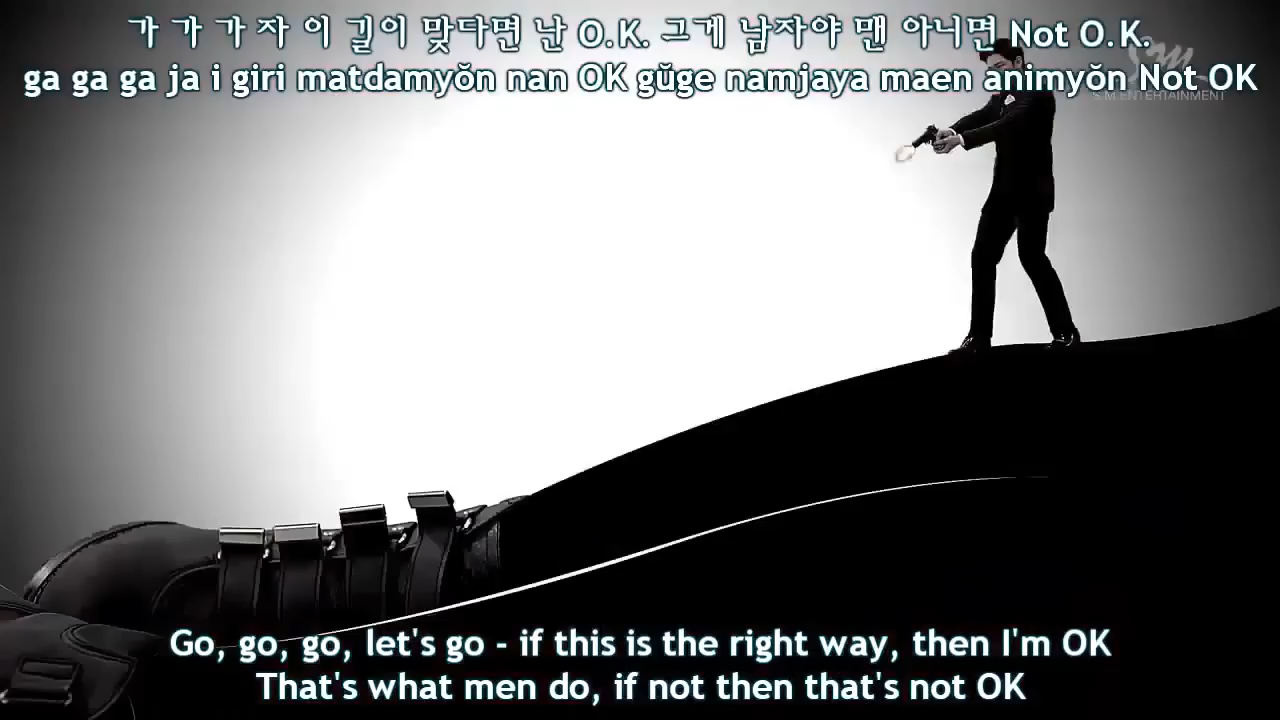 가 가 가 자 이 길이 맞다면 난 O.K. 그게 남자야 맨 아니면 Not O.K.
ga ga ga ja i giri matdamyŏn nan OK gŭge namjaya maen animyŏn Not OK
SM
S.M.ENTERTAINMENT
Go, go, go, let's go - if this is the right way, then I'm OK
That's what men do, if not then that's not OK